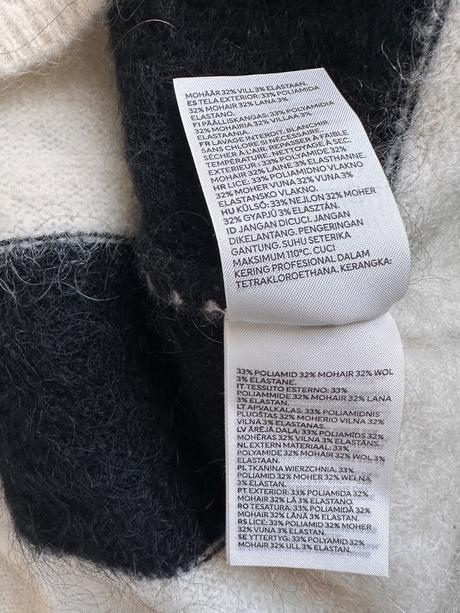 MOHÄÄR 32% VILL 3% ELASTAAN.
ES TELA EXTERIOR: 33% POLIAMIDA
32% MOHAIR 32% LANA 3%
ELASTANO.
FI PÄÄLLISKANGAS: 33% POLYAMIDIA
32% MOHAIRIA 32% VILLAA 3%
ELASTAANIA.
FR LAVAGE INTERDIT. BLANCHIR
SANS CHLORE SI NÉCESSAIRE.
SÉCHER À L'AIR. REPASSER À FAIBLE
TEMPÉRATURE. NETTOYAGE À SEC.
EXTERIEUR : 33% POLYAMIDE 32%
MOHAIR 32% LAINE 3% ELASTHANNE.
HR LICE: 33% POLIAMIDNO VLAKNO
32% MOHER VUNA 32% VUNA 3%
ELASTANSKO VLAKNO.
HU KÜLSŐ: 33% NEJLON 32% MOHER
32% GYAPJÚ 3% ELASZTÁN.
ID JANGAN DICUCI. JANGAN
DIKELANTANG. PENGERINGAN
GANTUNG. SUHU SETERIKA
MAKSIMUM 110°C. CUCI
KERING PROFESIONAL DALAM
TETRAKLOROETHANA. KERANGKA:
33% POLIAMID 32% MOHAIR 32% WOL
3% ELASTANE.
IT TESSUTO ESTERNO: 33%
POLIAMMIDE 32% MOHAIR 32% LANA
3% ELASTAN.
LT APVALKALAS: 33% POLIAMIDNIS
PLUOŠTAS 32% MOHERIO VILNA 32%
VILNA 3% ELASTANAS.
LV ĀRĒJĀ DAĻA: 33% POLIAMĪDS 32%
MOHĒRAS 32% VILNA 3% ELASTĀNS.
NL EXTERN MATERIAAL: 33%
POLYAMIDE 32% MOHAIR 32% WOL 3%
ELASTAAN.
PL TKANINA WIERZCHNIA: 33%
POLIAMID 32% MOHER 32% WEŁNA
3% ELASTAN.
PT EXTERIOR: 33% POLIAMIDA 32%
MOHAIR 32% LÃ 3% ELASTANO.
RO TESATURA: 33% POLIAMIDĂ 32%
MOHAIR 32% LÂNĂ 3% ELASTAN.
RS LICE: 33% POLIAMID 32% MOHER
32% VUNA 3% ELASTAN.
SE YTTERTYG: 33% POLYAMID 32%
MOHAIR 32% ULL 3% ELASTAN.